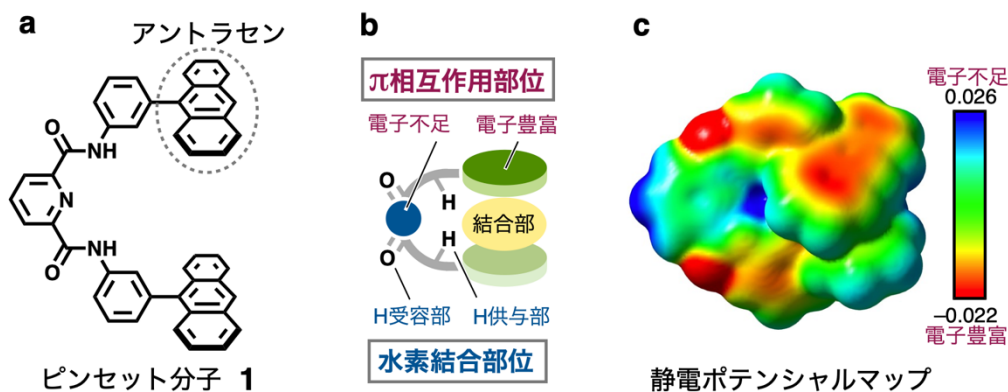 a
アントラセン
O
NH
N
O
NH
ピンセット分子 1
b
π相互作用部位
電子不足
電子豊富
O
H
結合部
H
O
H受容部
H供与部
水素結合部位
c
電子不足
0.026
−0.022
電子豊富
静電ポテンシャルマップ